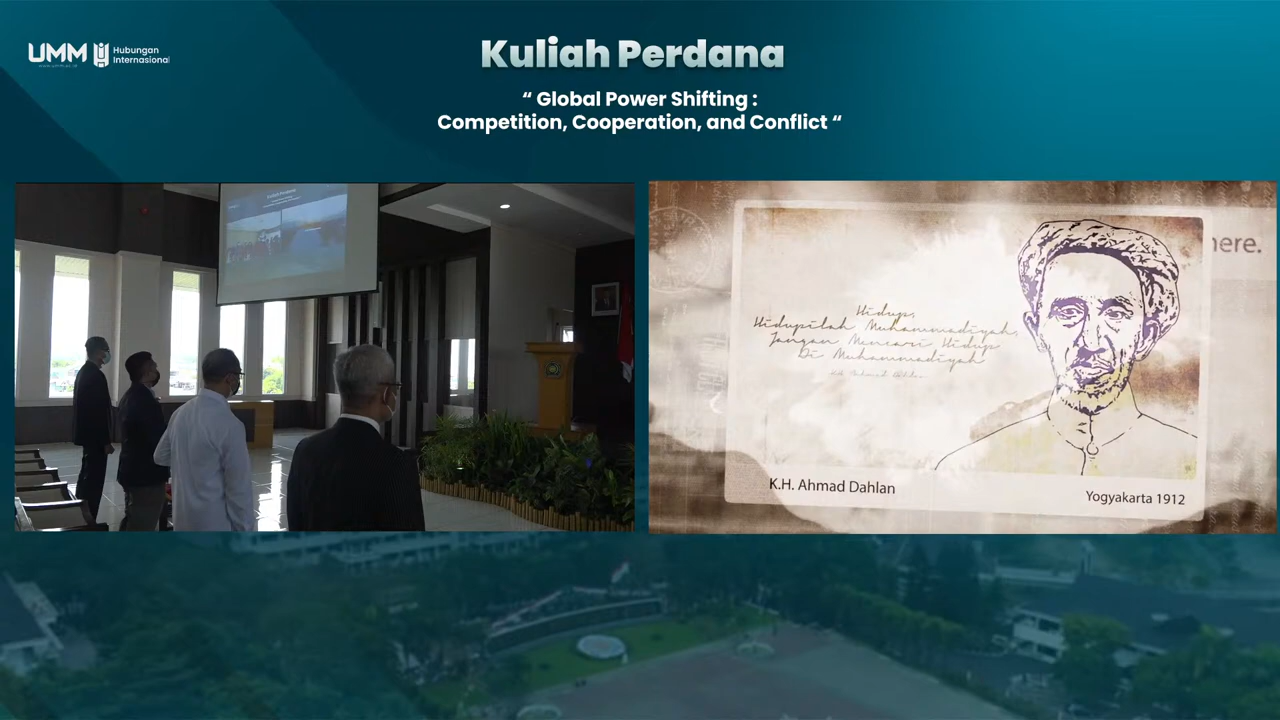 UMM
Hubungan
Internasional
Kuliah Perdana
“ Global Power Shifting :
Competition, Cooperation, and Conflict “
here.
Hidup,
Hidupilah Muhammadiyah,
Jangan Mencari Hidup
Di Muhammadiyah
K.H. Ahmad Dahlan
Yogyakarta 1912